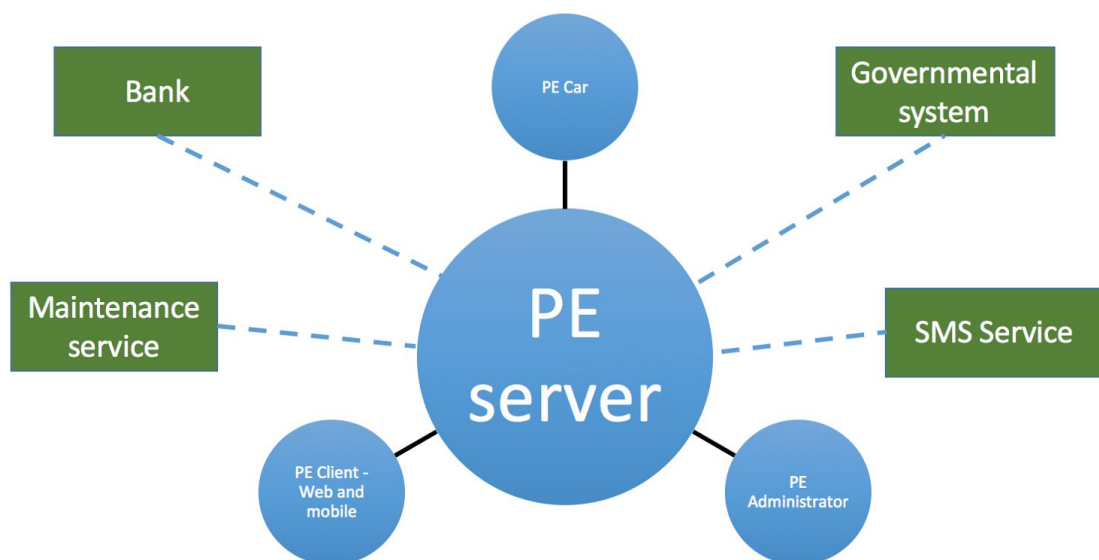 Bank
PE Car
Governmental
system
Maintenance
service
PE
server
SMS Service
PE Client -
Web and
mobile
PE
Administrator